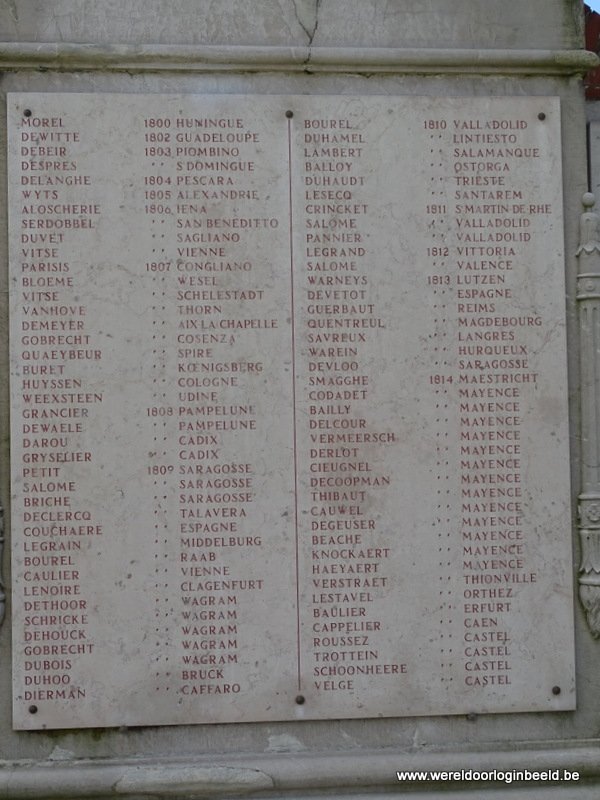 MOREL 1800 HUNINGUE
DEWITTE 1802 GUADELOUPE
DEBEIR 1803 PIOMBINO
DESPRES '' S DOMINGUE
DELANGHE 1804 PESCARA
WYTS 1805 ALEXANDRIE
ALOSCHERIE 1806 IENA
SERDOBBEL '' SAN BENEDITTO
DUVET '' SAGLIANO
VITSE '' VIENNE
PARISIS 1807 CONGLIANO
BLOEME '' WESEL
VITSE '' SCHELESTADT
VANHOVE '' THORN
DEMEYER '' AIX LA CHAPELLE
GOBRECHT '' COSENZA
QUAEYBEUR '' SPIRE
BURET '' KŒNIGSBERG
HUYSSEN '' COLOGNE
WEEXSTEEN '' UDINE
GRANCIER 1808 PAMPELUNE
DEWAELE '' PAMPELUNE
DAROU '' CADIX
GRYSELIER '' CADIX
PETIT 1809 SARAGOSSE
SALOME '' SARAGOSSE
BRICHE '' SARAGOSSE
DECLERCQ '' TALAVERA
COUCHAERE '' ESPAGNE
LEGRAIN '' MIDDELBURG
BOUREL '' RAAB
CAULIER '' VIENNE
LENOIRE '' CLAGENFURT
DETHOOR '' WAGRAM
SCHRICKE '' WAGRAM
DEHOUCK '' WAGRAM
GOBRECHT '' WAGRAM
DUBOIS '' WAGRAM
DUHOO '' BRUCK
DIERMAN '' CAFFARO
BOUREL 1810 VALLADOLID
DUHAMEL '' LINTIESTO
LAMBERT '' SALAMANQUE
BALLOY '' OSTORGA
DUHAUDT '' TRIESTE
LESECQ '' SANTAREM
CRINCKET 1811 S MARTIN DE RHE
SALOME '' VALLADOLID
PANNIER '' VALLADOLID
LEGRAND 1812 VITTORIA
SALOME '' VALENCE
WARNEYS 1813 LUTZEN
DEVETOT '' ESPAGNE
GUERBAUT '' REIMS
QUENTREUL '' MAGDEBOURG
SAVREUX '' LANGRES
WAREIN '' HURQUEUX
DEVLOO '' SARAGOSSE
SMAGGHE 1814 MAESTRICHT
CODADET '' MAYENCE
BAILLY '' MAYENCE
DELCOUR '' MAYENCE
VERMEERSCH '' MAYENCE
DERLOT '' MAYENCE
CIEUGNEL '' MAYENCE
DECOOPMAN '' MAYENCE
THIBAUT '' MAYENCE
CAUWEL '' MAYENCE
DEGEUSER '' MAYENCE
BEACHE '' MAYENCE
KNOCKAERT '' MAYENCE
HAEYAERT '' MAYENCE
VERSTRAET '' THIONVILLE
LESTAVEL '' ORTHEZ
BAULIER '' ERFURT
CAPPELIER '' CAEN
ROUSSEZ '' CASTEL
TROTTEIN '' CASTEL
SCHOONHEERE '' CASTEL
VELGE '' CASTEL
www.wereldoorloginbeeld.be